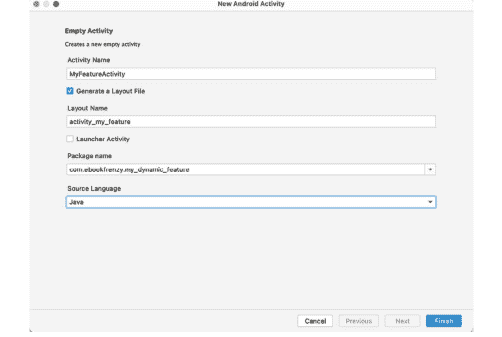 New Android Activity
Empty Activity
Creates a new empty activity
Activity Name
MyFeatureActivity
Generate a Layout File
Layout Name
activity_my_feature
Launcher Activity
Package name
com.ebookfrenzy.my_dynamic_feature
Source Language
Java
Cancel Previous Next Finish